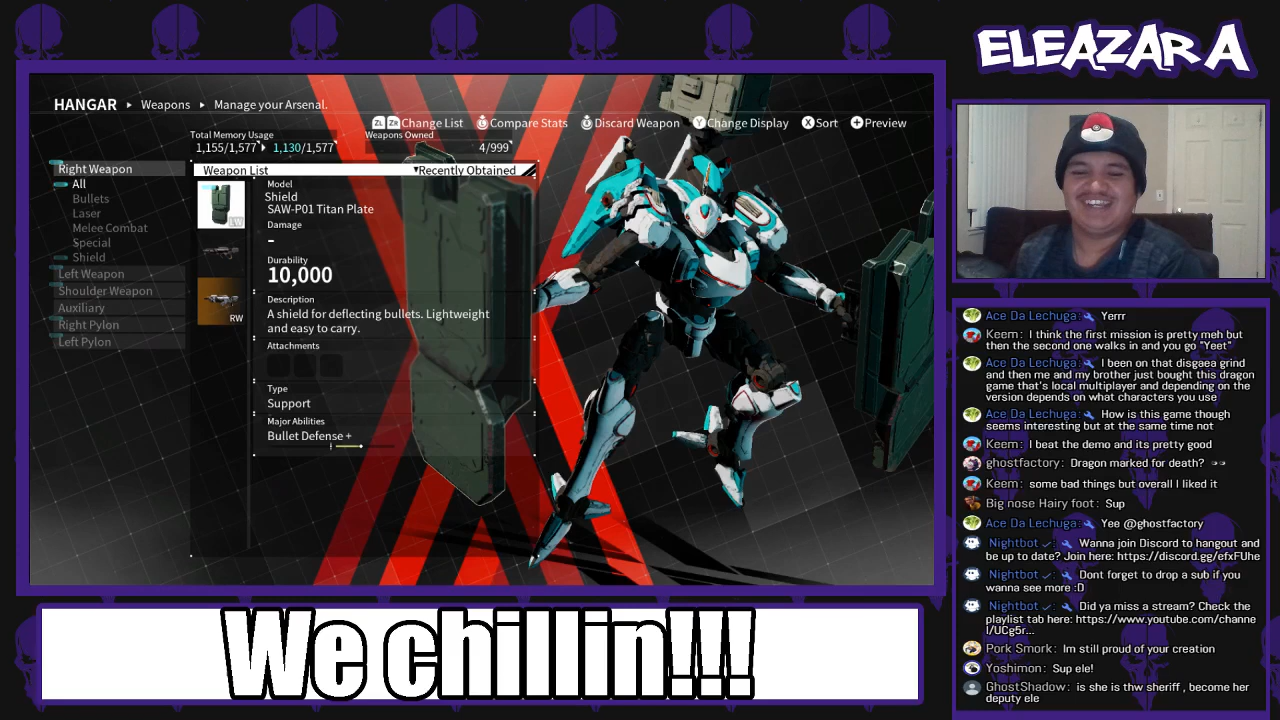 ELEAZAR A
HANGAR ▸ Weapons ▸ Manage your Arsenal.
ZL ZR Change List Compare Stats Discard Weapon Y Change Display X Sort + Preview
Total Memory Usage
1,155/1,577 ▸ 1,130/1,577
Weapons Owned
4/999
Right Weapon
All
Bullets
Laser
Melee Combat
Special
Shield
Left Weapon
Shoulder Weapon
Auxiliary
Right Pylon
Left Pylon
Weapon List ▼Recently Obtained
LW
RW
Model
Shield
SAW-P01 Titan Plate
Damage
-
Durability
10,000
Description
A shield for deflecting bullets. Lightweight
and easy to carry.
Attachments
Type
Support
Major Abilities
Bullet Defense +
Ace Da Lechuga: Yerrr
Keem: I think the first mission is pretty meh but
then the second one walks in and you go "Yeet"
Ace Da Lechuga: I been on that disgaea grind
and then me and my brother just bought this dragon
game that's local multiplayer and depending on the
version depends on what characters you use
Ace Da Lechuga: How is this game though
seems interesting but at the same time not
Keem: I beat the demo and its pretty good
ghostfactory: Dragon marked for death?
Keem: some bad things but overall I liked it
Big nose Hairy foot: Sup
Ace Da Lechuga: Yee @ghostfactory
Nightbot: Wanna join Discord to hangout and
be up to date? Join here: https://discord.gg/efxFUhe
Nightbot: Dont forget to drop a sub if you
wanna see more :D
Nightbot: Did ya miss a stream? Check the
playlist tab here: https://www.youtube.com/channe
l/UCg5r...
Pork Smork: Im still proud of your creation
Yoshimon: Sup ele!
GhostShadow: is she is thw sheriff , become her
deputy ele
We chillin!!!